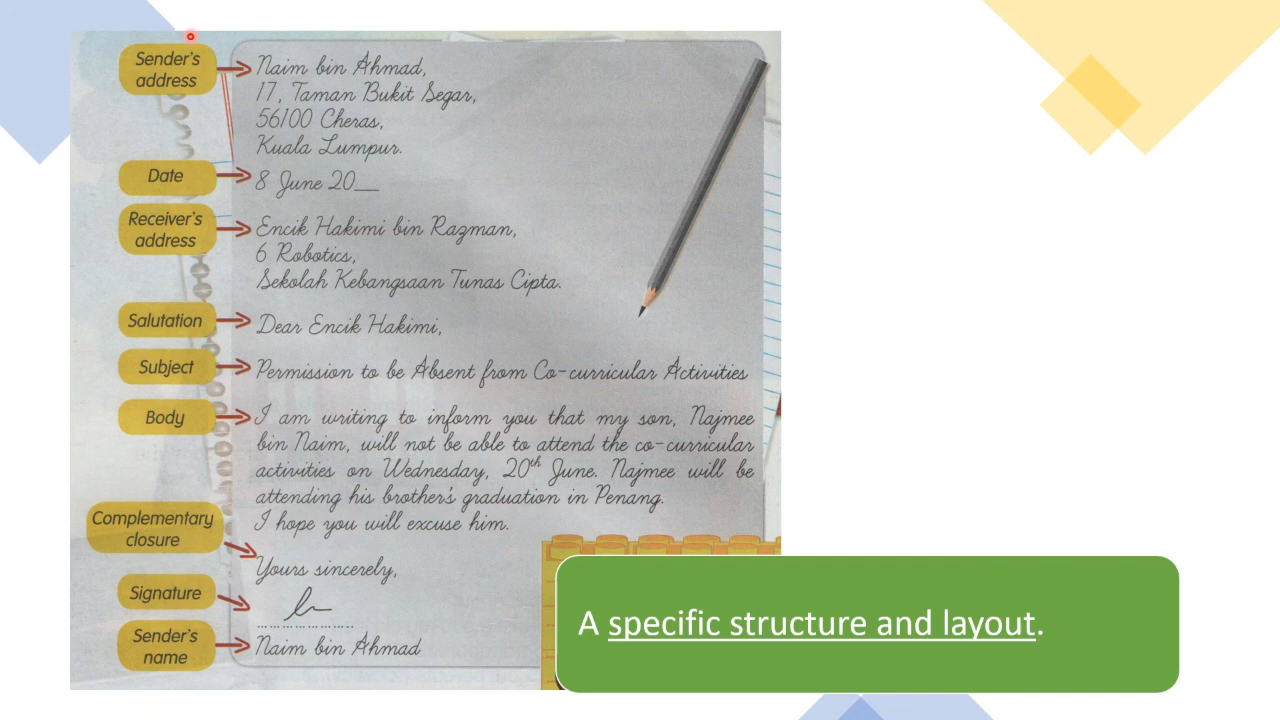 Sender's
address
Naim bin Ahmad,
17, Taman Bukit Segar,
56100 Cheras,
Kuala Lumpur.
Date
8 June 20__
Receiver's
address
Encik Hakimi bin Razman,
6 Robotics,
Sekolah Kebangsaan Tunas Cipta.
Salutation
Dear Encik Hakimi,
Subject
Permission to be Absent from Co-curricular Activities
Body
I am writing to inform you that my son, Najmee
bin Naim, will not be able to attend the co-curricular
activities on Wednesday, 20th June. Najmee will be
attending his brother's graduation in Penang.
I hope you will excuse him.
Complementary
closure
Yours sincerely,
Signature
Sender's
name
Naim bin Ahmad
A specific structure and layout.